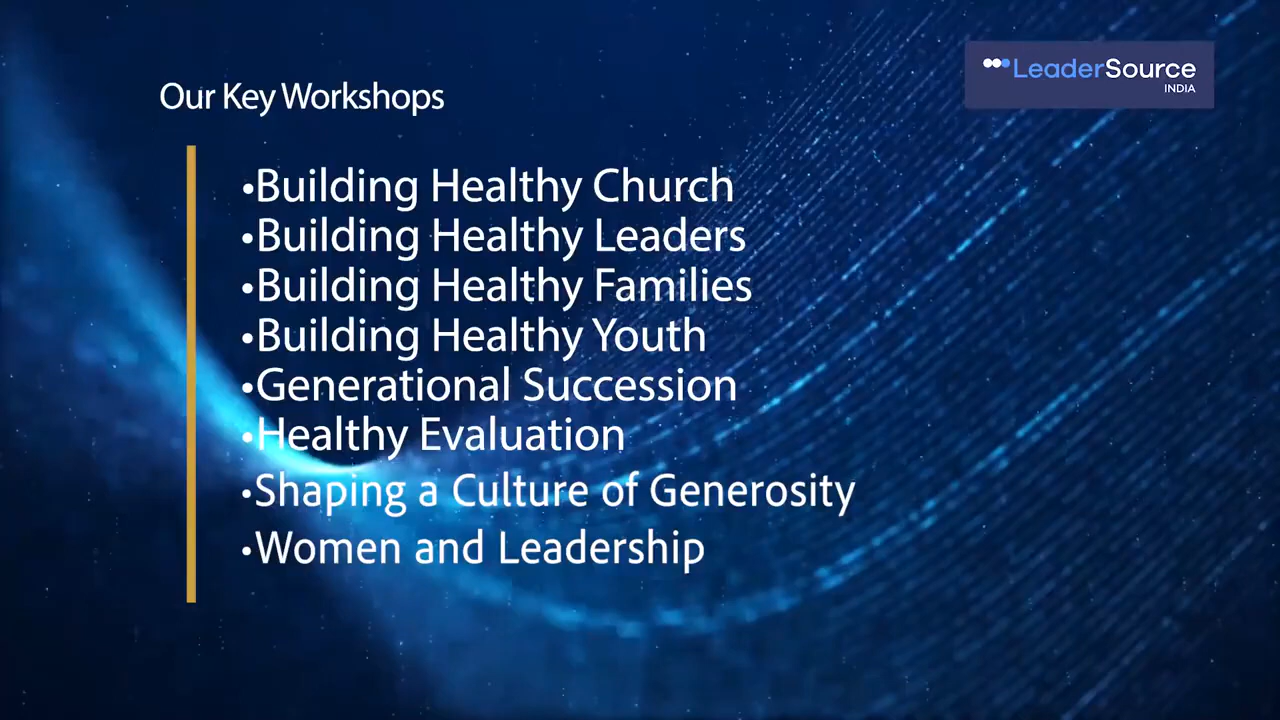 LeaderSource
INDIA
Our Key Workshops
•Building Healthy Church
•Building Healthy Leaders
•Building Healthy Families
•Building Healthy Youth
•Generational Succession
•Healthy Evaluation
•Shaping a Culture of Generosity
•Women and Leadership